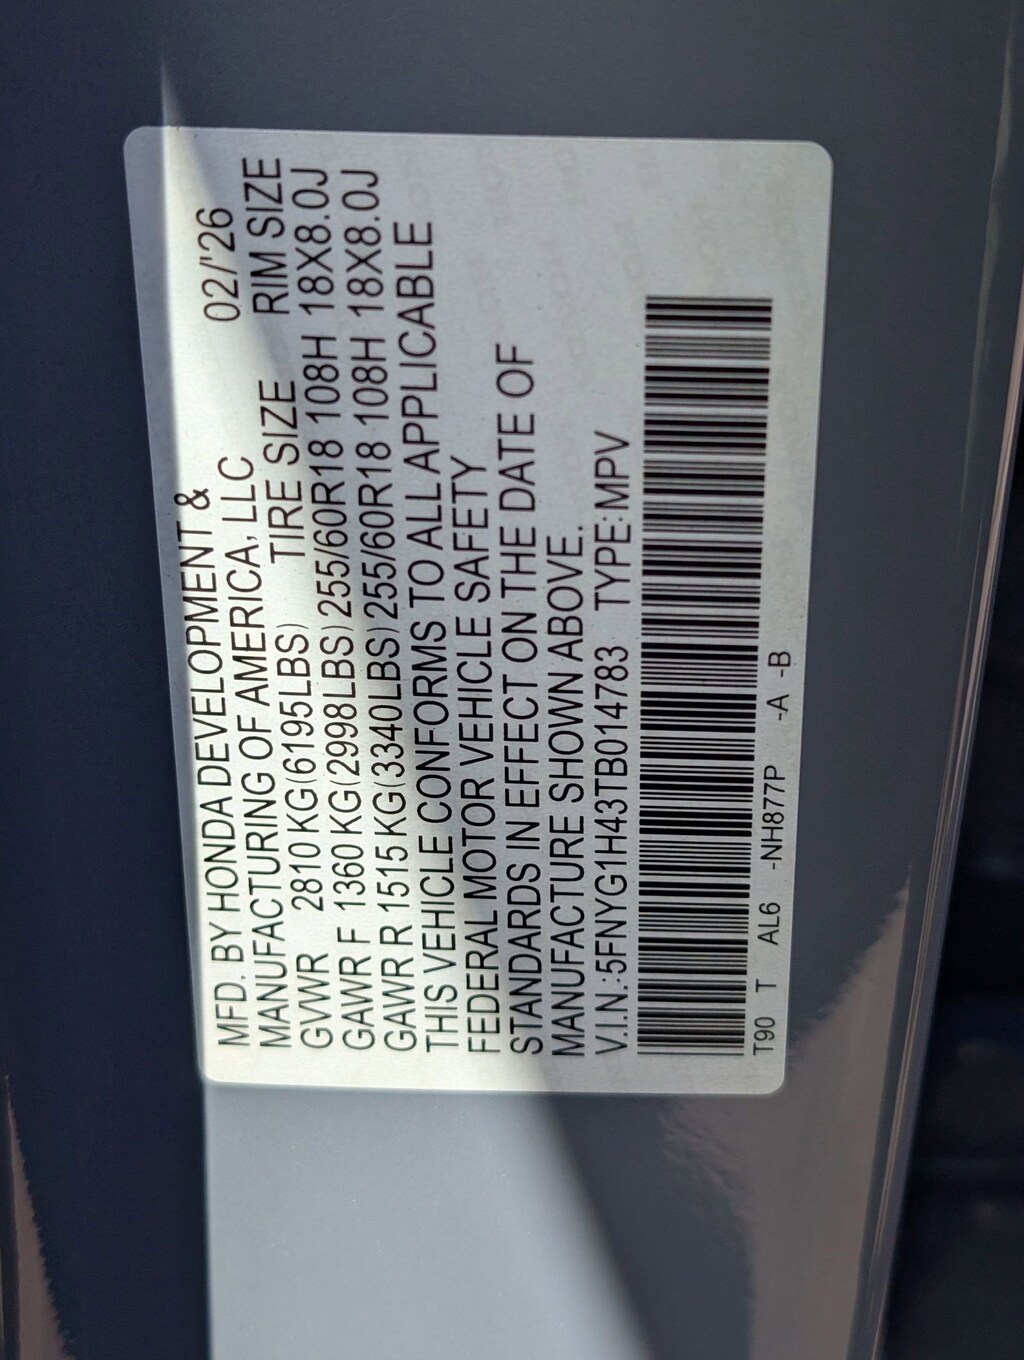 MFD. BY HONDA DEVELOPMENT &
MANUFACTURING OF AMERICA, LLC 02/'26
GVWR 2810 KG(6195LBS) TIRE SIZE RIM SIZE
GAWR F 1360 KG(2998LBS) 255/60R18 108H 18X8.0J
GAWR R 1515 KG(3340LBS) 255/60R18 108H 18X8.0J
THIS VEHICLE CONFORMS TO ALL APPLICABLE
FEDERAL MOTOR VEHICLE SAFETY
STANDARDS IN EFFECT ON THE DATE OF
MANUFACTURE SHOWN ABOVE.
V.I.N.:5FNYG1H43TB014783 TYPE:MPV
T90 T AL6 -NH877P -A -B